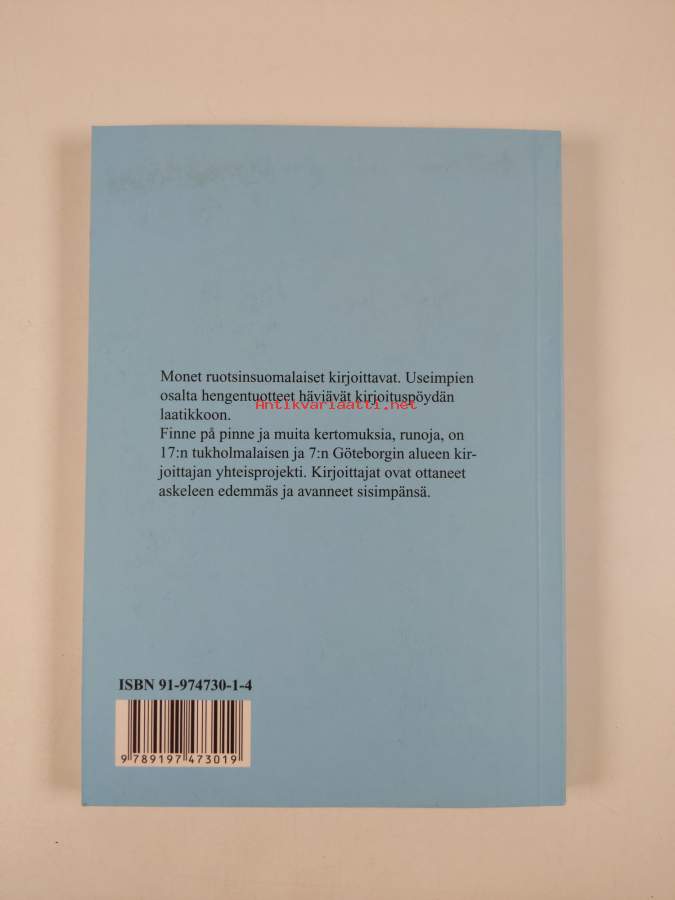 Monet ruotsinsuomalaiset kirjoittavat. Useimpien
osalta hengentuotteet häviävät kirjoituspöydän
Antikvariaatti.net
laatikkoon.
Finne på pinne ja muita kertomuksia, runoja, on
17:n tukholmalaisen ja 7:n Göteborgin alueen kir-
joittajan yhteisprojekti. Kirjoittajat ovat ottaneet
askeleen edemmäs ja avanneet sisimpänsä.
ISBN 91-974730-1-4
9 789197 473019